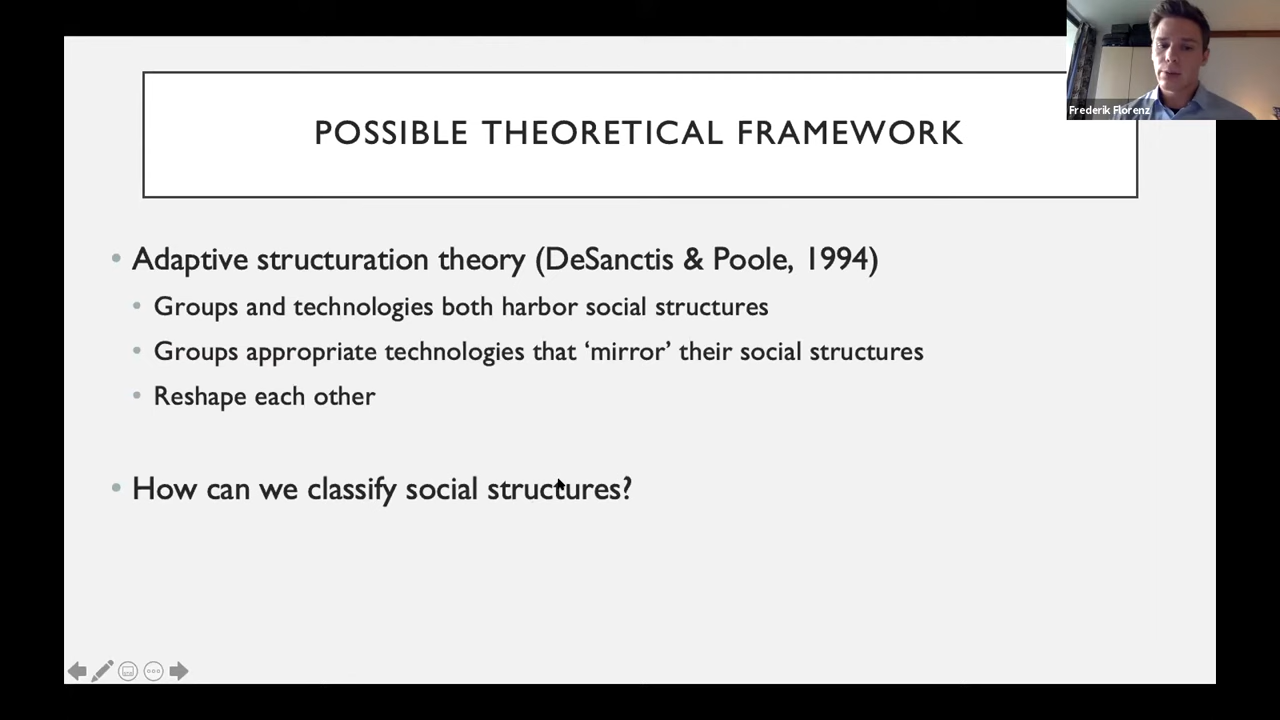 Frederik Florenz
POSSIBLE THEORETICAL FRAMEWORK
• Adaptive structuration theory (DeSanctis & Poole, 1994)
• Groups and technologies both harbor social structures
• Groups appropriate technologies that ‘mirror’ their social structures
• Reshape each other
• How can we classify social structures?